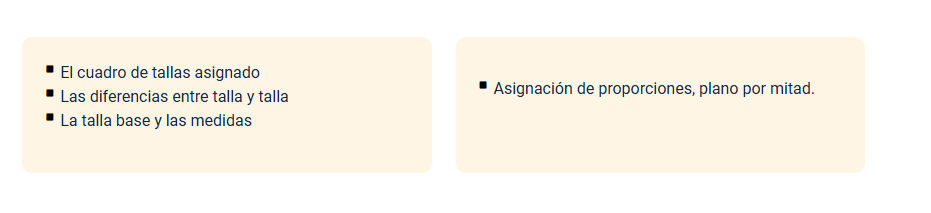 El cuadro de tallas asignado
Las diferencias entre talla y talla
La talla base y las medidas
Asignación de proporciones, plano por mitad.